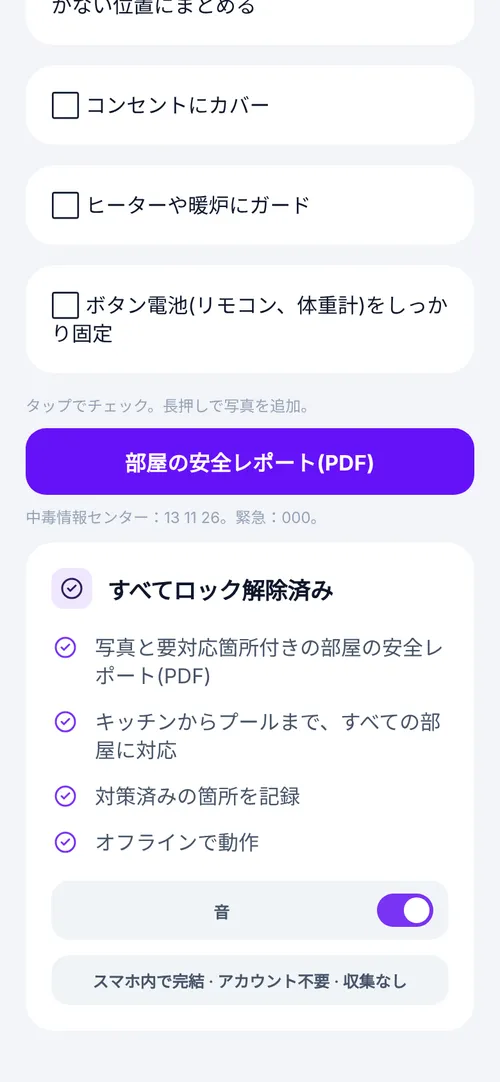 かない位置にまとめる
コンセントにカバー
ヒーターや暖炉にガード
ボタン電池(リモコン、体重計)をしっか
り固定
タップでチェック。長押しで写真を追加。
部屋の安全レポート(PDF)
中毒情報センター：13 11 26。緊急：000。
すべてロック解除済み
写真と要対応箇所付きの部屋の安全レ
ポート(PDF)
キッチンからプールまで、すべての部
屋に対応
対策済みの箇所を記録
オフラインで動作
音
スマホ内で完結 · アカウント不要 · 収集なし